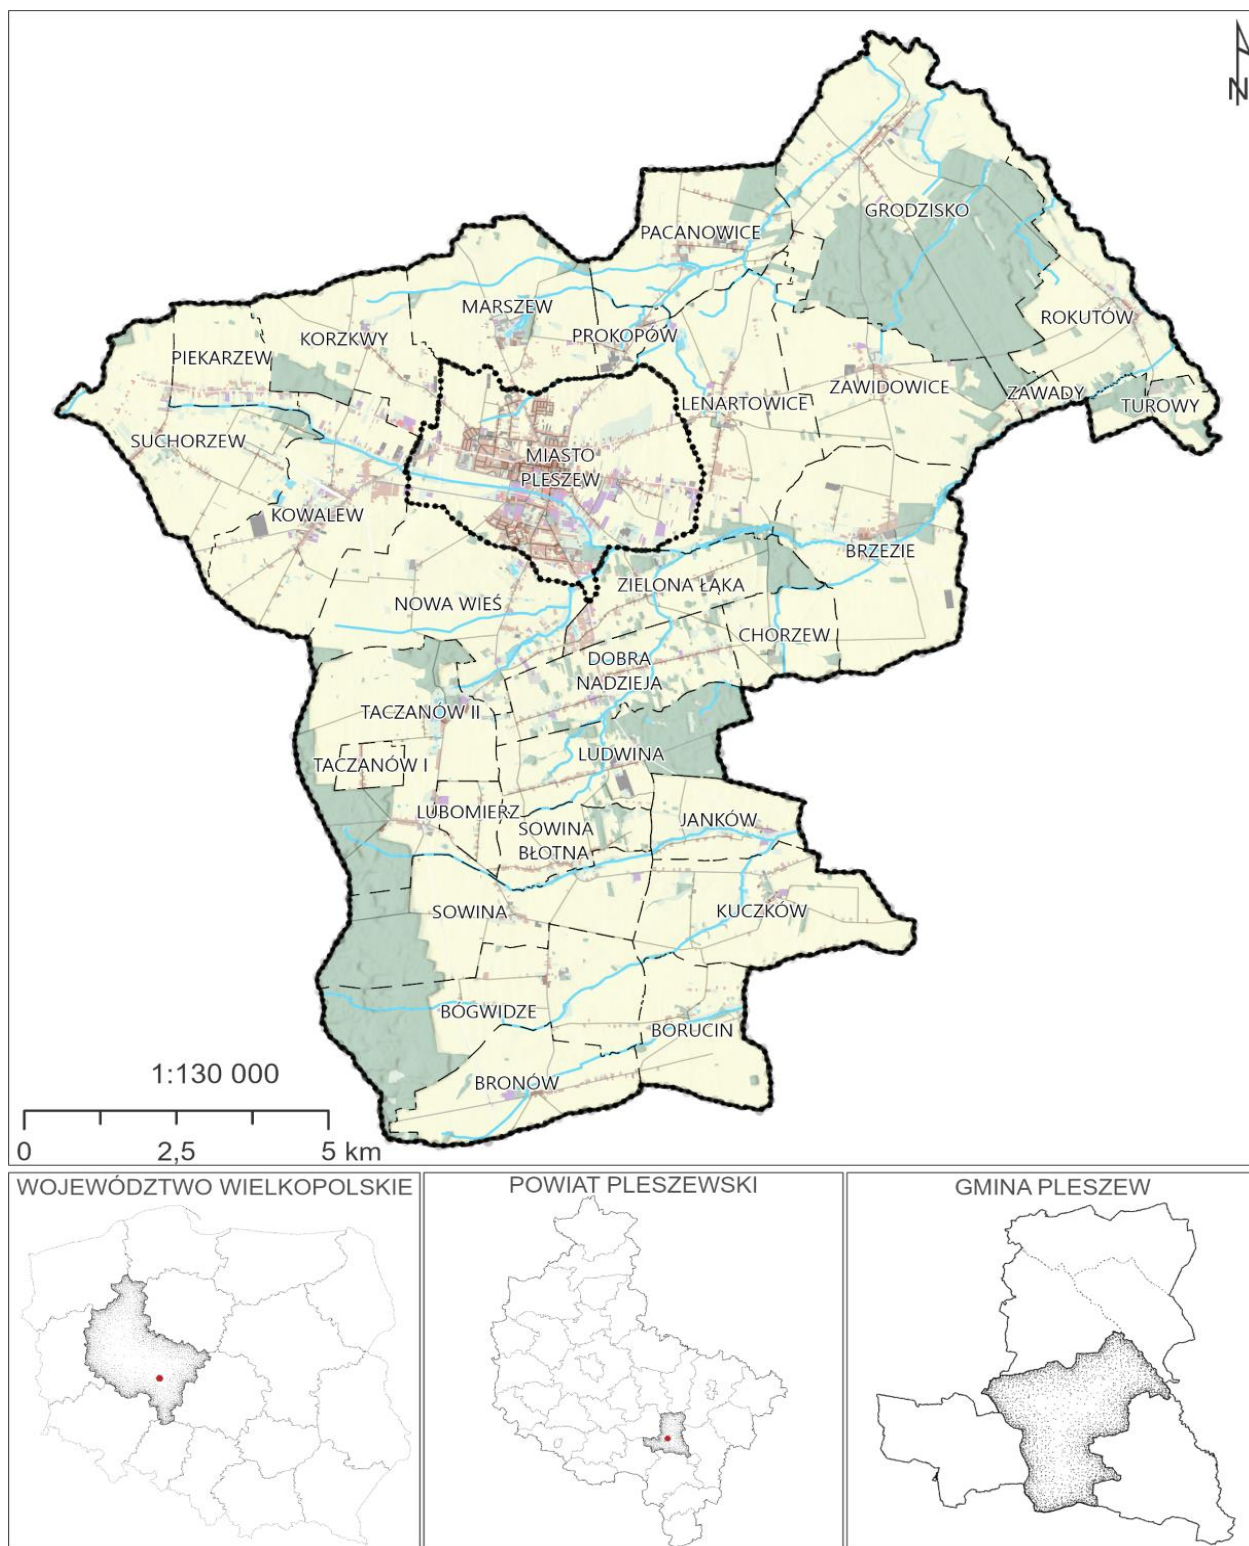 N
GRODZISKO
PACANOWICE
MARSZEW
PROKOPÓW
KORZKWY
PIEKARZEW
ROKUTÓW
ZAWIDOWICE
ZAWADY
TUROWY
LENARTOWICE
SUCHORZEW
MIASTO
PLESZEW
KOWALEW
BRZEZIE
ZIELONA ŁĄKA
NOWA WIEŚ
CHORZEW
DOBRA
NADZIEJA
TACZANÓW II
LUDWINA
TACZANÓW I
LUBOMIERZ
SOWINA
BŁOTNA
JANKÓW
SOWINA
KUCZKÓW
BOGWIDZE
BORUCIN
BRONÓW
1:130 000
0 2,5 5 km
WOJEWÓDZTWO WIELKOPOLSKIE
POWIAT PLESZEWSKI
GMINA PLESZEW